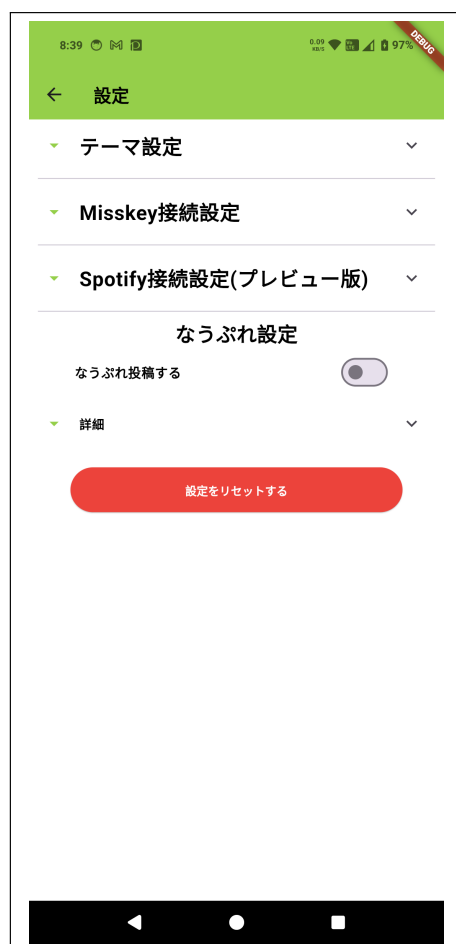 8:39
0.09
KB/S
97%
DEBUG
設定
テーマ設定
Misskey接続設定
Spotify接続設定(プレビュー版)
なうぷれ設定
なうぷれ投稿する
詳細
設定をリセットする